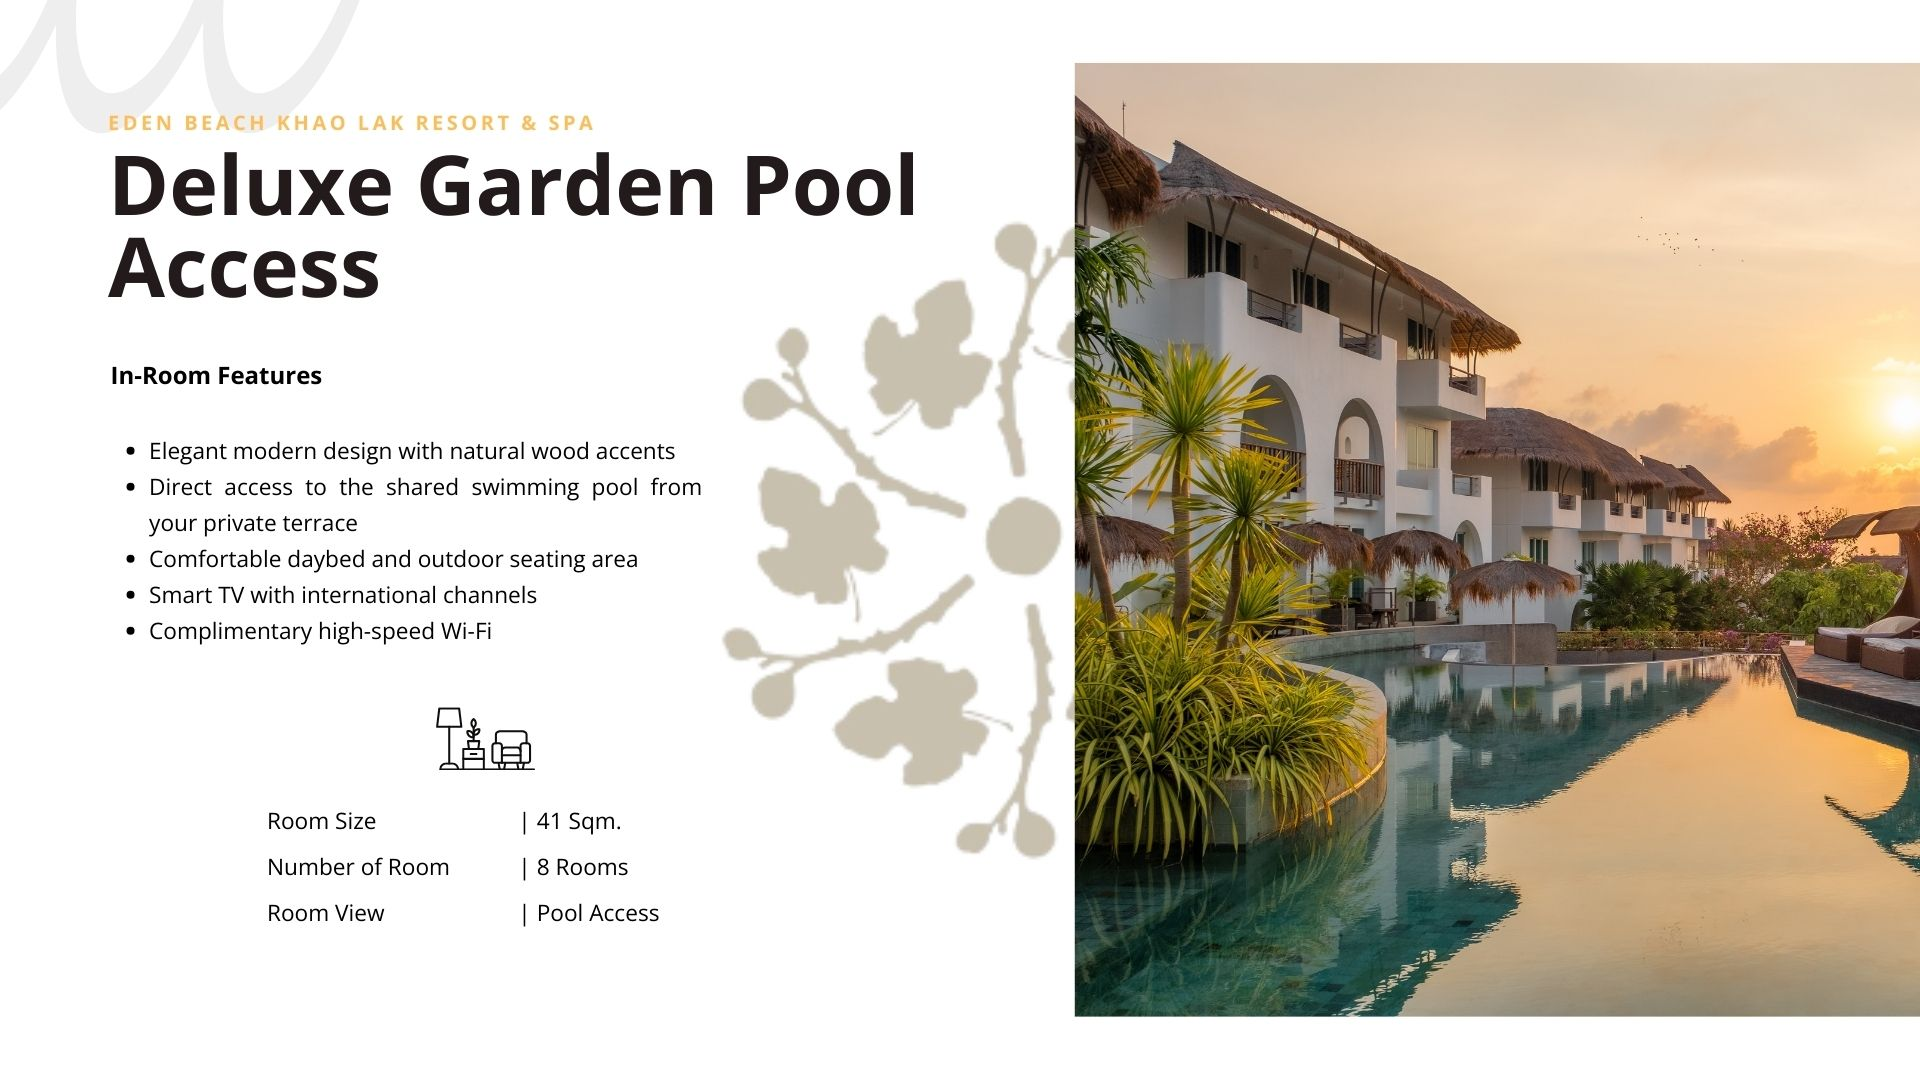 EDEN BEACH KHAO LAK RESORT & SPA
Deluxe Garden Pool
Access
In-Room Features
• Elegant modern design with natural wood accents
• Direct access to the shared swimming pool from
your private terrace
• Comfortable daybed and outdoor seating area
• Smart TV with international channels
• Complimentary high-speed Wi-Fi
Room Size | 41 Sqm.
Number of Room | 8 Rooms
Room View | Pool Access